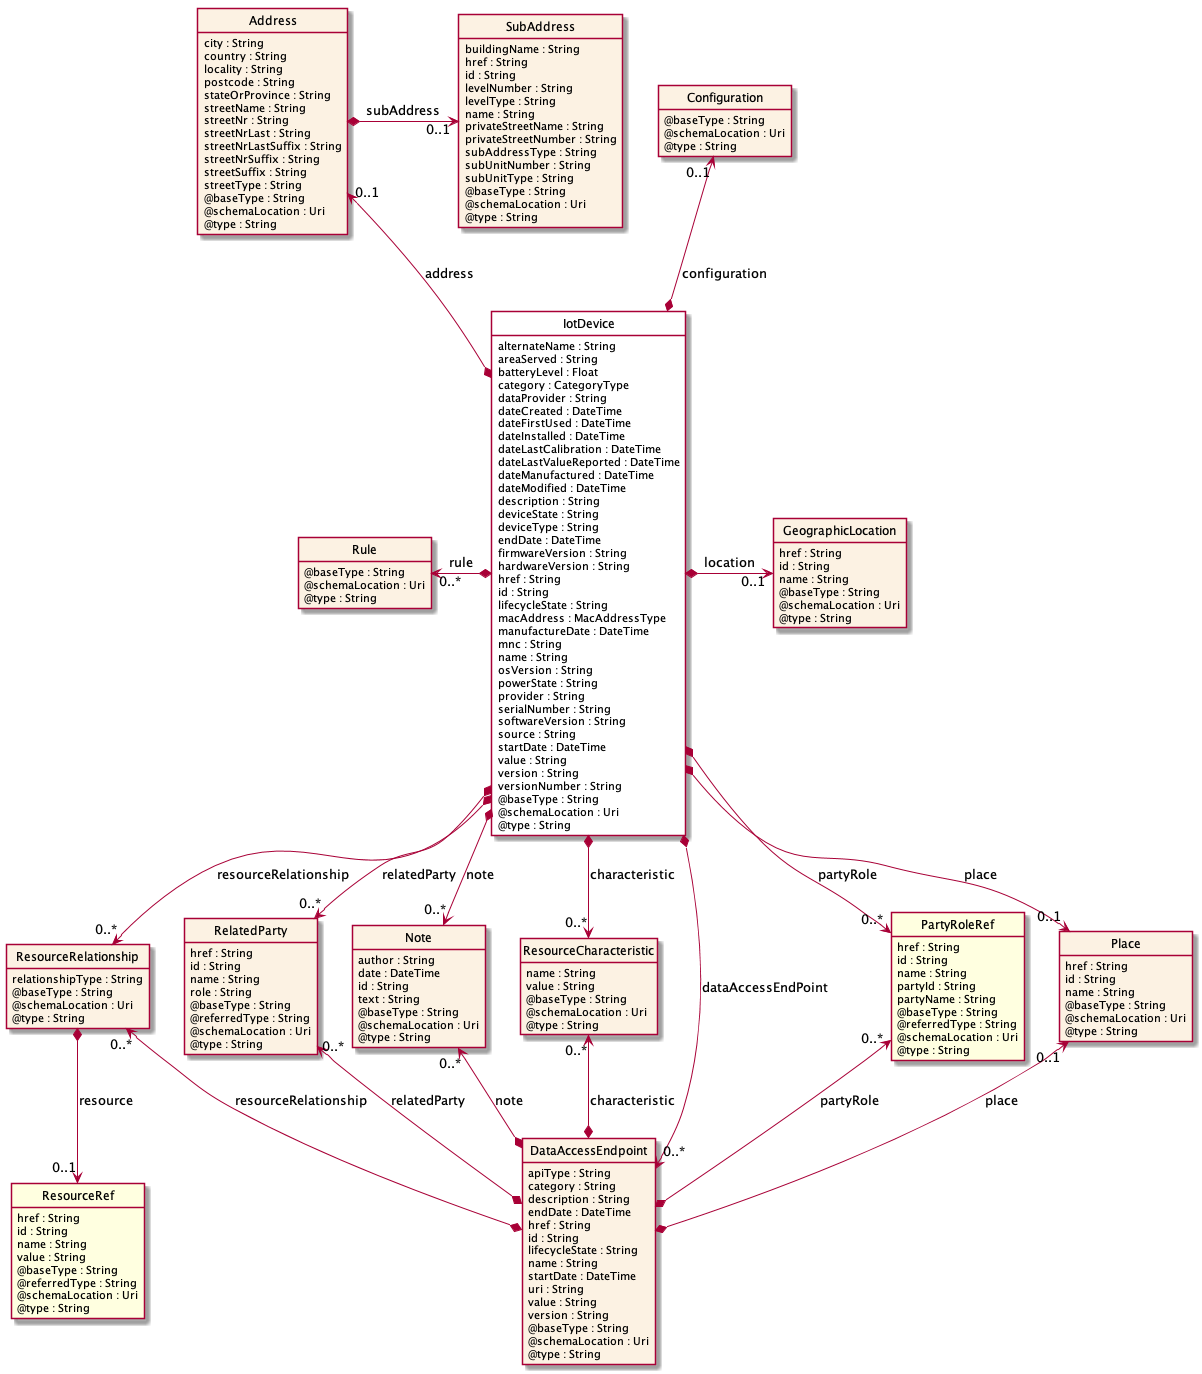 Address
city : String
country : String
locality : String
postcode : String
stateOrProvince : String
streetName : String
streetNr : String
streetNrLast : String
streetNrLastSuffix : String
streetNrSuffix : String
streetSuffix : String
streetType : String
@baseType : String
@schemaLocation : Uri
@type : String
subAddress
0..1
SubAddress
buildingName : String
href : String
id : String
levelNumber : String
levelType : String
name : String
privateStreetName : String
privateStreetNumber : String
subAddressType : String
subUnitNumber : String
subUnitType : String
@baseType : String
@schemaLocation : Uri
@type : String
Configuration
@baseType : String
@schemaLocation : Uri
@type : String
0..1
0..1
address
configuration
IotDevice
alternateName : String
areaServed : String
batteryLevel : Float
category : CategoryType
dataProvider : String
dateCreated : DateTime
dateFirstUsed : DateTime
dateInstalled : DateTime
dateLastCalibration : DateTime
dateLastValueReported : DateTime
dateManufactured : DateTime
dateModified : DateTime
description : String
deviceState : String
deviceType : String
endDate : DateTime
firmwareVersion : String
hardwareVersion : String
href : String
id : String
lifecycleState : String
macAddress : MacAddressType
manufactureDate : DateTime
mnc : String
name : String
osVersion : String
powerState : String
provider : String
serialNumber : String
softwareVersion : String
source : String
startDate : DateTime
value : String
version : String
versionNumber : String
@baseType : String
@schemaLocation : Uri
@type : String
Rule
@baseType : String
@schemaLocation : Uri
@type : String
rule
0..*
location
0..1
GeographicLocation
href : String
id : String
name : String
@baseType : String
@schemaLocation : Uri
@type : String
resourceRelationship
relatedParty
note
characteristic
partyRole
place
0..*
0..*
0..*
0..*
0..*
0..1
ResourceRelationship
relationshipType : String
@baseType : String
@schemaLocation : Uri
@type : String
RelatedParty
href : String
id : String
name : String
role : String
@baseType : String
@referredType : String
@schemaLocation : Uri
@type : String
Note
author : String
date : DateTime
id : String
text : String
@baseType : String
@schemaLocation : Uri
@type : String
ResourceCharacteristic
name : String
value : String
@baseType : String
@schemaLocation : Uri
@type : String
dataAccessEndPoint
PartyRoleRef
href : String
id : String
name : String
partyId : String
partyName : String
@baseType : String
@referredType : String
@schemaLocation : Uri
@type : String
Place
href : String
id : String
name : String
@baseType : String
@schemaLocation : Uri
@type : String
0..*
0..*
0..*
0..*
0..*
0..1
resource
resourceRelationship
relatedParty
note
characteristic
partyRole
place
0..1
0..*
ResourceRef
href : String
id : String
name : String
value : String
@baseType : String
@referredType : String
@schemaLocation : Uri
@type : String
DataAccessEndpoint
apiType : String
category : String
description : String
endDate : DateTime
href : String
id : String
lifecycleState : String
name : String
startDate : DateTime
uri : String
value : String
version : String
@baseType : String
@schemaLocation : Uri
@type : String